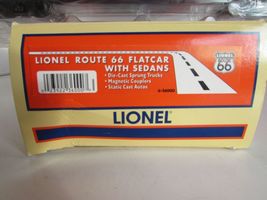 LIONEL ROUTE 66 FLATCAR
WITH SEDANS
• Die-Cast Sprung Trucks
• Magnetic Couplers
• Static Cast Autos
LIONEL
66
LIONEL